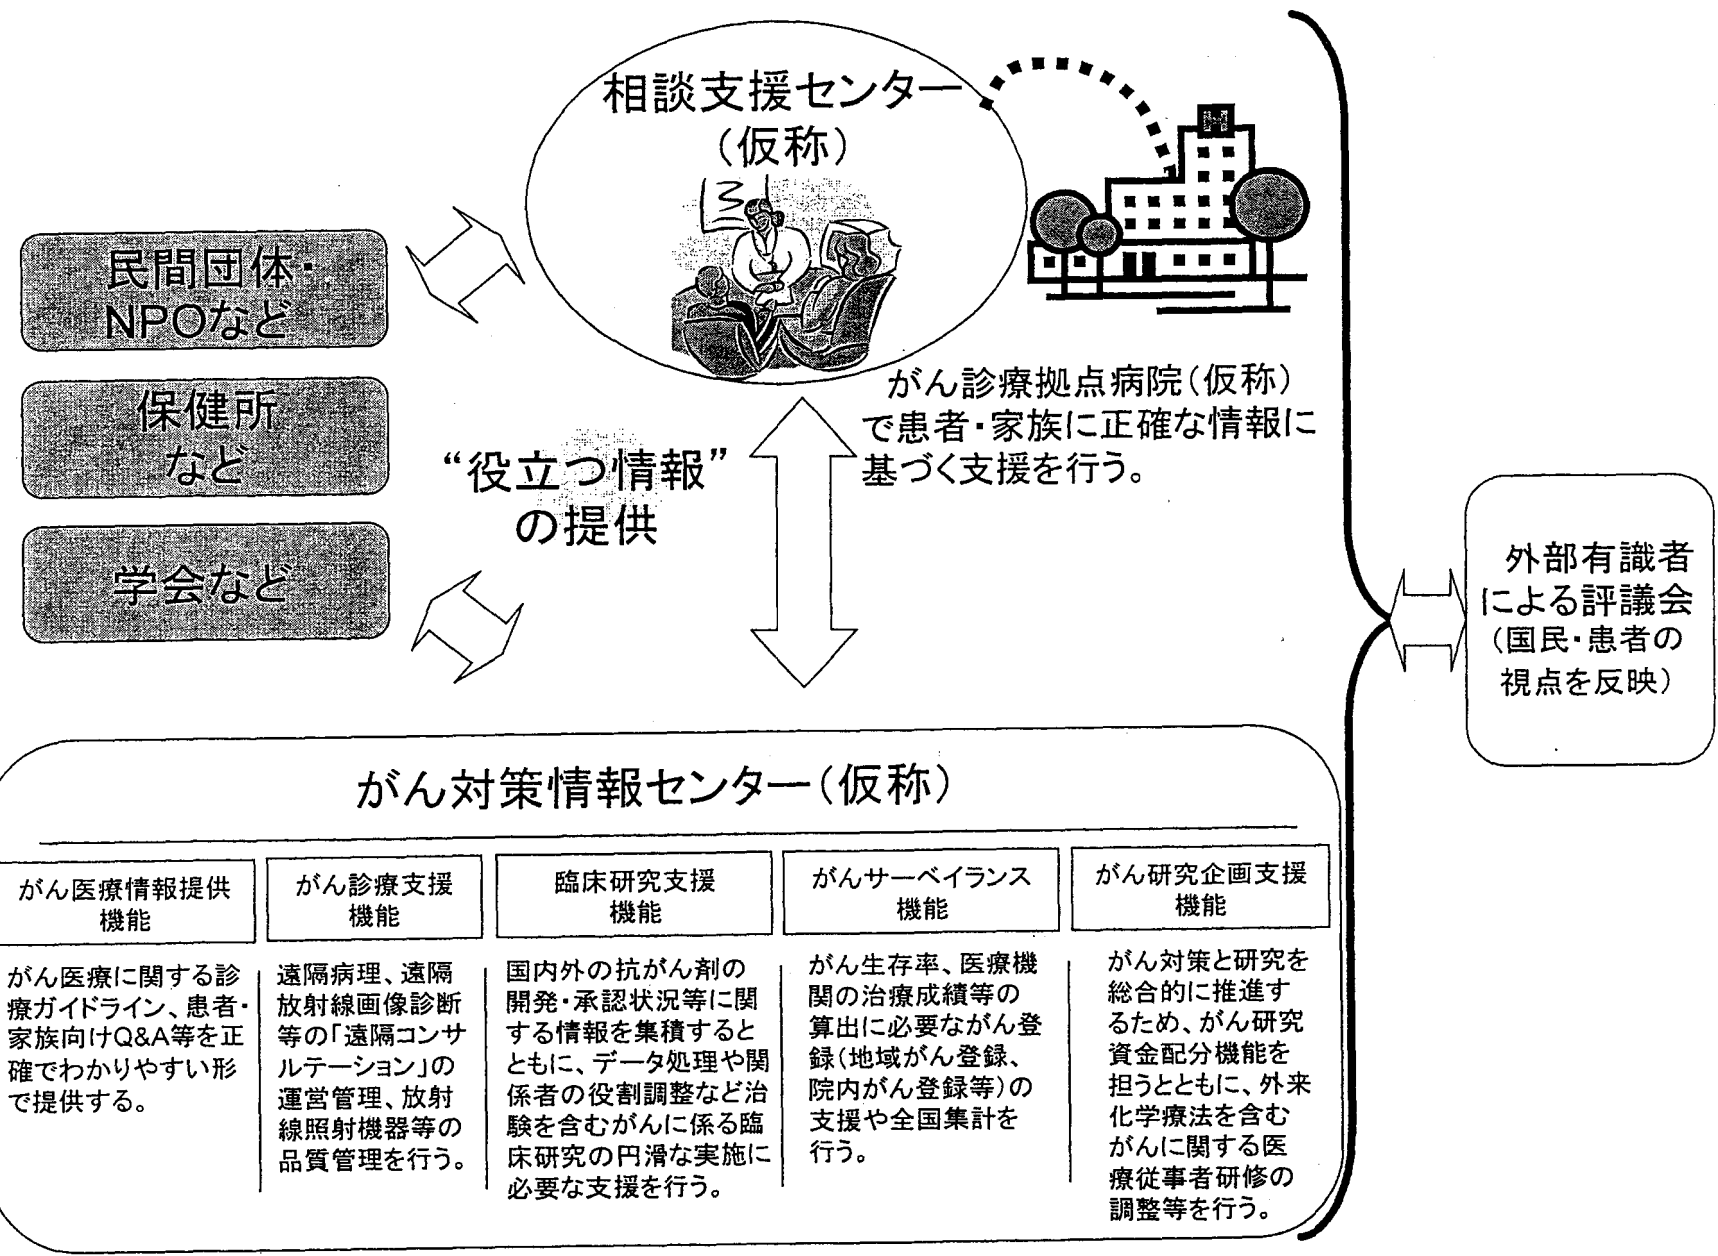 相談支援センター
(仮称)
H
民間団体・
NPOなど
保健所
など
学会など
“役立つ情報”
の提供
がん診療拠点病院(仮称)
で患者・家族に正確な情報に
基づく支援を行う。
外部有識者
による評議会
(国民・患者の
視点を反映)
がん対策情報センター(仮称)
がん医療情報提供
機能
がん医療に関する診
療ガイドライン、患者・
家族向けQ&A等を正
確でわかりやすい形
で提供する。
がん診療支援
機能
遠隔病理、遠隔
放射線画像診断
等の「遠隔コンサ
ルテーション」の
運営管理、放射
線照射機器等の
品質管理を行う。
臨床研究支援
機能
国内外の抗がん剤の
開発・承認状況等に関
する情報を集積すると
ともに、データ処理や関
係者の役割調整など治
験を含むがんに係る臨
床研究の円滑な実施に
必要な支援を行う。
がんサーベイランス
機能
がん生存率、医療機
関の治療成績等の
算出に必要ながん登
録(地域がん登録、
院内がん登録等)の
支援や全国集計を
行う。
がん研究企画支援
機能
がん対策と研究を
総合的に推進す
るため、がん研究
資金配分機能を
担うとともに、外来
化学療法を含む
がんに関する医
療従事者研修の
調整等を行う。